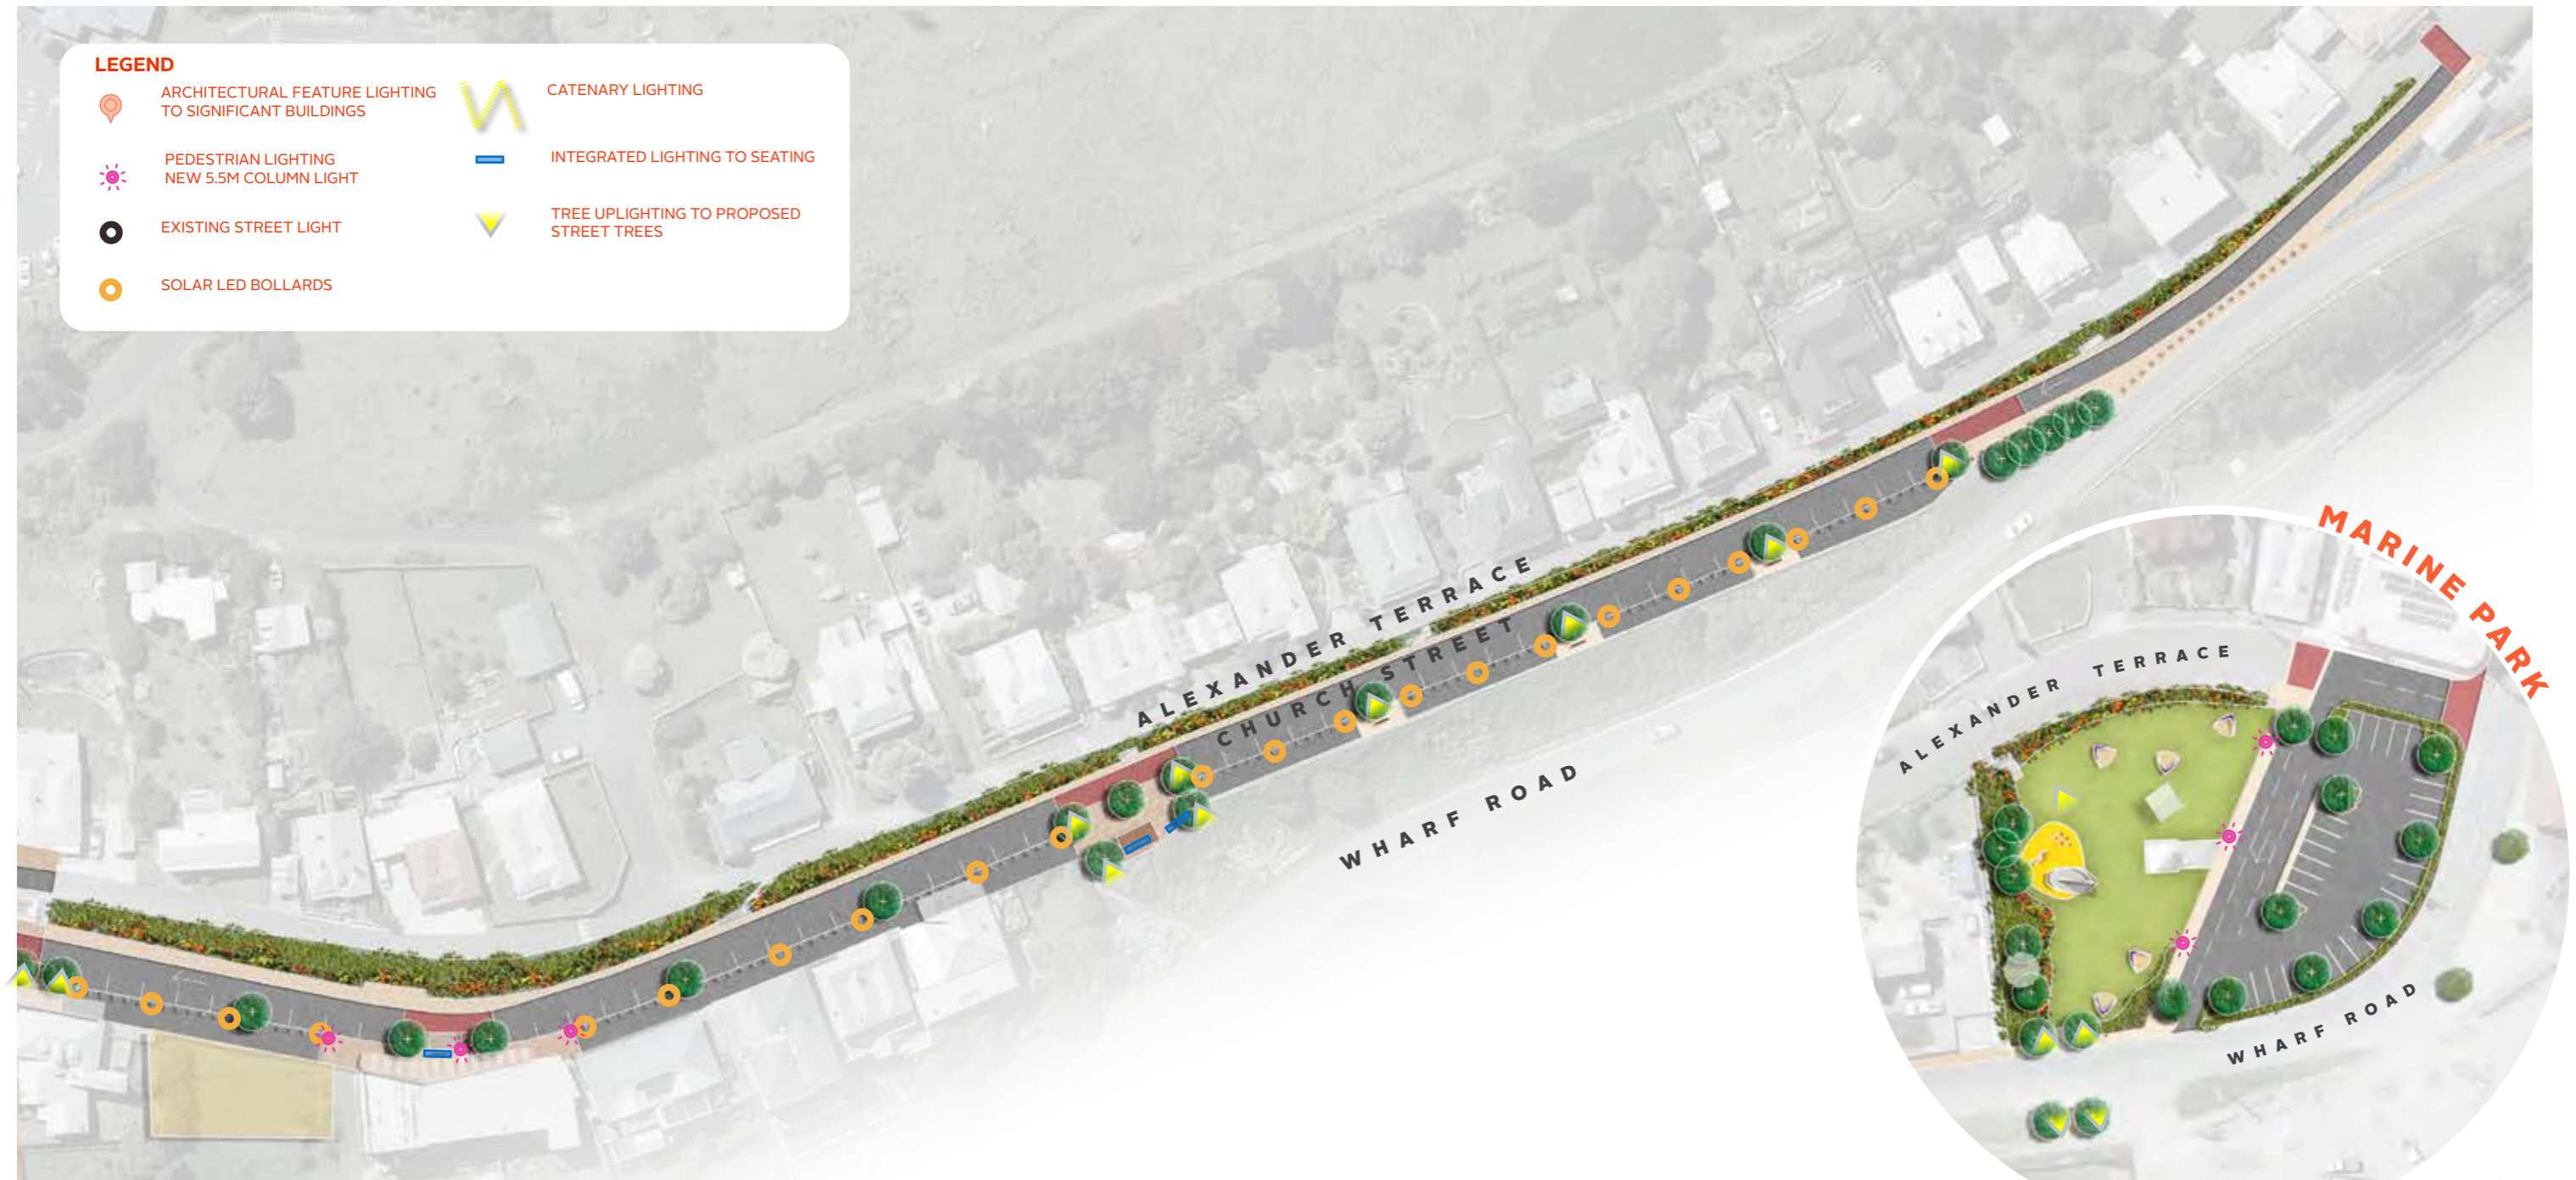 LEGEND
ARCHITECTURAL FEATURE LIGHTING
TO SIGNIFICANT BUILDINGS
PEDESTRIAN LIGHTING
NEW 5.5M COLUMN LIGHT
EXISTING STREET LIGHT
SOLAR LED BOLLARDS
CATENARY LIGHTING
INTEGRATED LIGHTING TO SEATING
TREE UPLIGHTING TO PROPOSED
STREET TREES
ALEXANDER TERRACE
CHURCH STREET
WHARF ROAD
MARINE PARK
ALEXANDER TERRACE
WHARF ROAD